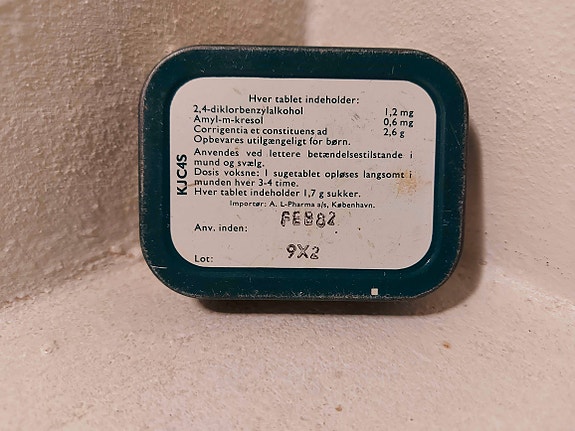 Hver tablet indeholder:
2,4-diklorbenzylalkohol 1,2 mg
Amyl-m-kresol 0,6 mg
Corrigentia et constituens ad 2,6 g
Opbevares utilgængeligt for børn.
Anvendes ved lettere betændelsestilstande i
mund og svælg.
Dosis voksne: 1 sugetablet opløses langsomt i
munden hver 3-4 time.
Hver tablet indeholder 1,7 g sukker.
Importør: A. L-Pharma a/s, København.
FEB82
Anv. inden:
9X2
Lot:
KJC4S